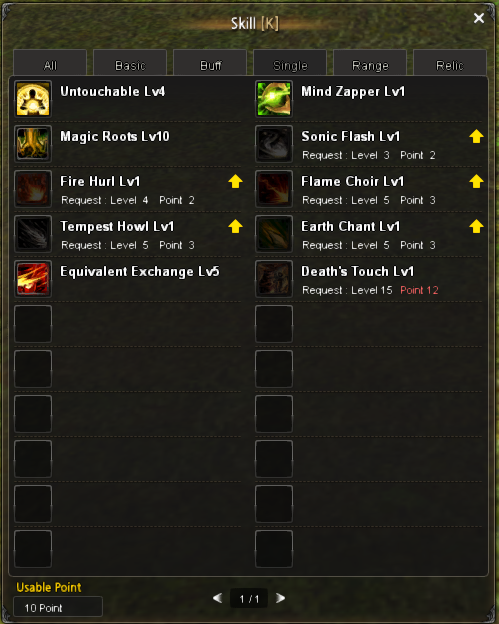 Skill [K]
All Basic Buff Single Range Relic
Untouchable Lv4
Mind Zapper Lv1
Magic Roots Lv10
Sonic Flash Lv1
Request : Level 3 Point 2
Fire Hurl Lv1
Request : Level 4 Point 2
Flame Choir Lv1
Request : Level 5 Point 3
Tempest Howl Lv1
Request : Level 5 Point 3
Earth Chant Lv1
Request : Level 5 Point 3
Equivalent Exchange Lv5
Death's Touch Lv1
Request : Level 15 Point 12
Usable Point
10 Point
1 / 1